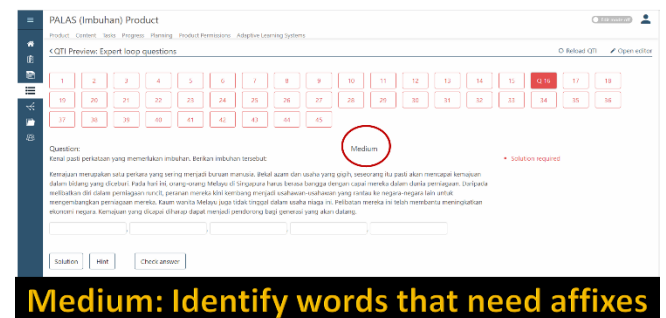 PALAS (Imbuhan) Product
Product Content Tasks Progress Planning Product Permissions Adaptive Learning Systems
< QTI Preview: Expert loop questions
Reload QTI Open editor
1 2 3 4 5 6 7 8 9 10 11 12 13 14 15 Q 16 17 18
19 20 21 22 23 24 25 26 27 28 29 30 31 32 33 34 35 36
37 38 39 40 41 42 43 44 45
Question: Medium
Kenal pasti perkataan yang memerlukan imbuhan. Berikan imbuhan tersebut: • Solution required
Kemajuan merupakan satu perkara yang sering menjadi buruan manusia. Bekal azam dan usaha yang gigih, seseorang itu pasti akan mencapai kemajuan
dalam bidang yang diceburi. Pada hari ini, orang-orang Melayu di Singapura harus berasa bangga dengan capai mereka dalam dunia perniagaan. Daripada
melibatkan diri dalam perniagaan runcit, peranan mereka kini kembang menjadi usahawan-usahawan yang rantau ke negara-negara lain untuk
mengembangkan perniagaan mereka. Kaum wanita Melayu juga tidak tinggal dalam usaha niaga ini. Pelibatan mereka ini telah membantu meningkatkan
ekonomi negara. Kemajuan yang dicapai diharap dapat menjadi pendorong bagi generasi yang akan datang.
Solution Hint Check answer
Medium: Identify words that need affixes